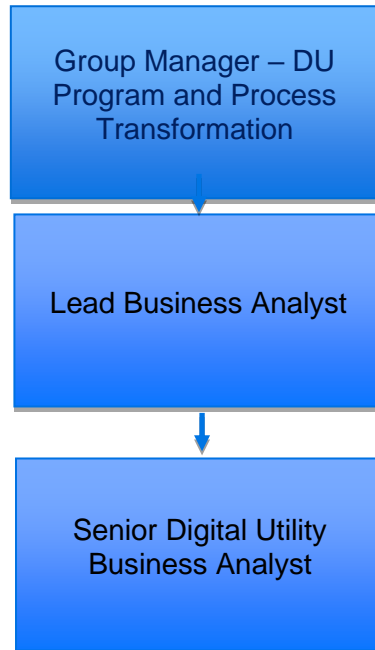 Group Manager – DU
Program and Process
Transformation
Lead Business Analyst
Senior Digital Utility
Business Analyst